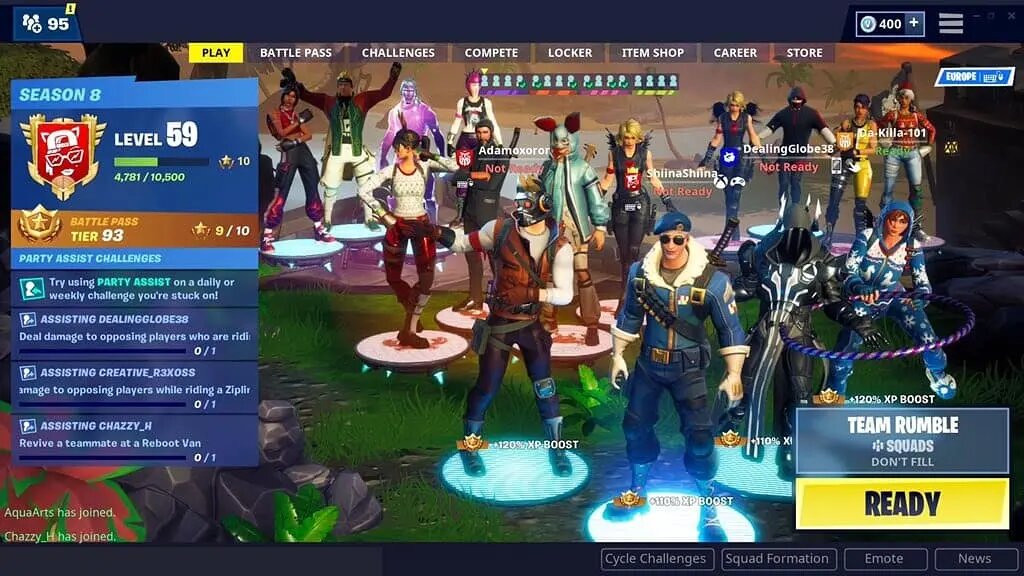 95
!
400
+
PLAY
BATTLE PASS
CHALLENGES
COMPETE
LOCKER
ITEM SHOP
CAREER
STORE
EUROPE
SEASON 8
LEVEL 59
10
4,781 / 10,500
BATTLE PASS
TIER 93
9 / 10
PARTY ASSIST CHALLENGES
Try using PARTY ASSIST on a daily or
weekly challenge you're stuck on!
ASSISTING DEALINGGLOBE38
Deal damage to opposing players who are ridi
0 / 1
ASSISTING CREATIVE_R3XOSS
amage to opposing players while riding a Ziplin
0 / 1
ASSISTING CHAZZY_H
Revive a teammate at a Reboot Van
0 / 1
AquaArts has joined.
Chazzy_H has joined.
Adamoxoror
Not Ready
ShiinaShiina
Not Ready
DealingGlobe38
Not Ready
Da-Killa-101
Ready
+120% XP BOOST
+110% XP BOOST
+110% X
+120% XP BOOST
TEAM RUMBLE
SQUADS
DON'T FILL
READY
Cycle Challenges
Squad Formation
Emote
News